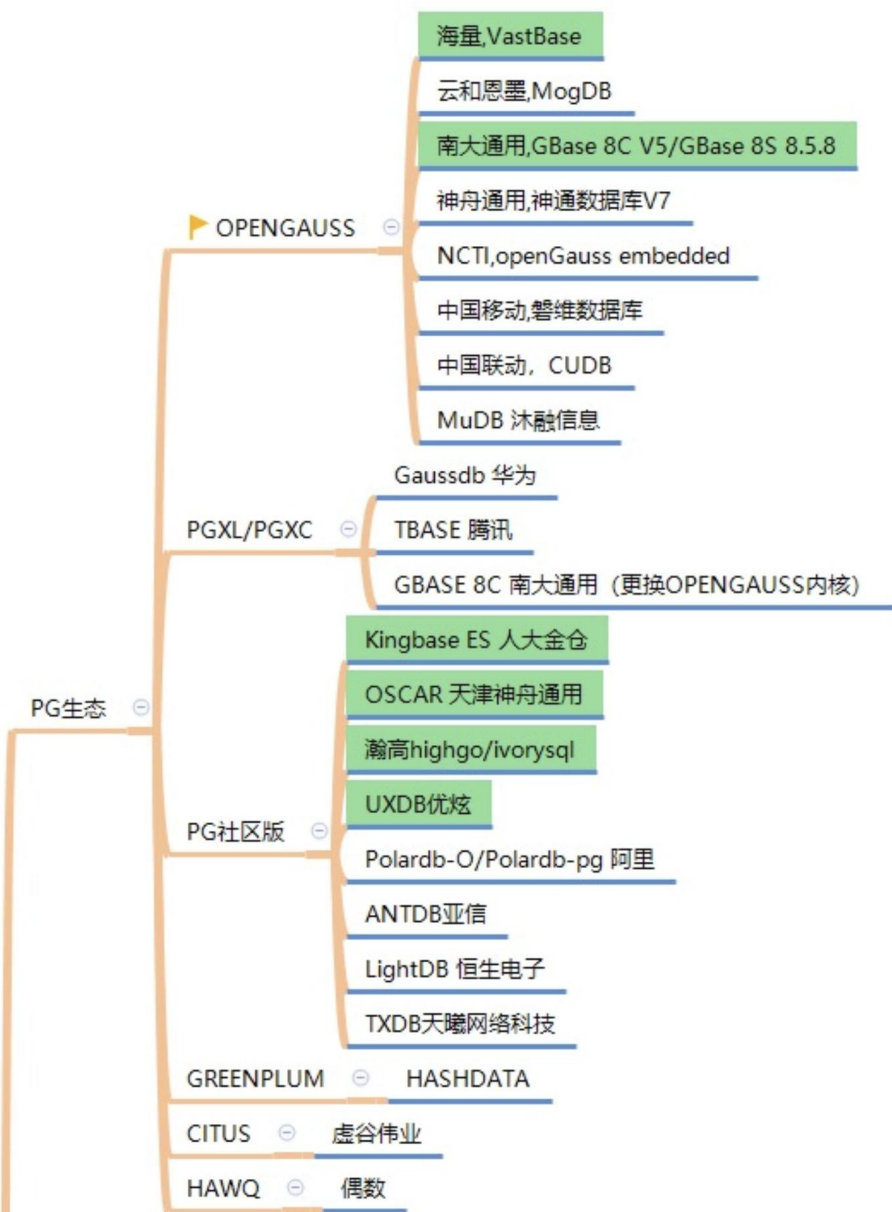 海量,VastBase
云和恩墨,MogDB
南大通用,GBase 8C V5/GBase 8S 8.5.8
神舟通用,神通数据库V7
OPENGAUSS
NCTI,openGauss embedded
中国移动,磐维数据库
中国联动，CUDB
MuDB 沐融信息
Gaussdb 华为
PGXL/PGXC
TBASE 腾讯
GBASE 8C 南大通用（更换OPENGAUSS内核）
Kingbase ES 人大金仓
OSCAR 天津神舟通用
PG生态
瀚高highgo/ivorysql
UXDB优炫
PG社区版
Polardb-O/Polardb-pg 阿里
ANTDB亚信
LightDB 恒生电子
TXDB天曦网络科技
GREENPLUM
HASHDATA
CITUS
虚谷伟业
HAWQ
偶数